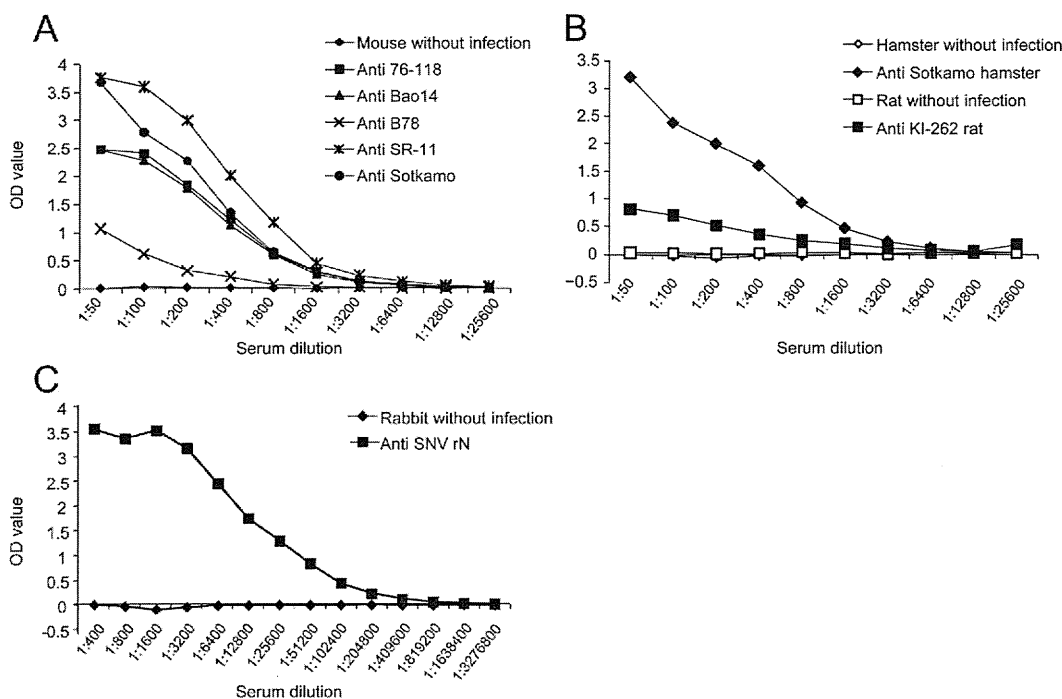 A
Mouse without infection
Anti 76-118
Anti Bao14
Anti B78
Anti SR-11
Anti Sotkamo
4
3.5
3
2.5
2
1.5
1
0.5
0
OD value
1:50
1:100
1:200
1:400
1:800
1:1600
1:3200
1:6400
1:12800
1:25600
Serum dilution
B
Hamster without infection
Anti Sotkamo hamster
Rat without infection
Anti KI-262 rat
3.5
3
2.5
2
1.5
1
0.5
0
−0.5
OD value
1:50
1:100
1:200
1:400
1:800
1:1600
1:3200
1:6400
1:12800
1:25600
Serum dilution
C
Rabbit without infection
Anti SNV rN
4
3.5
3
2.5
2
1.5
1
0.5
0
-0.5
OD value
1:400
1:800
1:1600
1:3200
1:6400
1:12800
1:25600
1:51200
1:102400
1:204800
1:409600
1:819200
1:1638400
1:3276800
Serum dilution